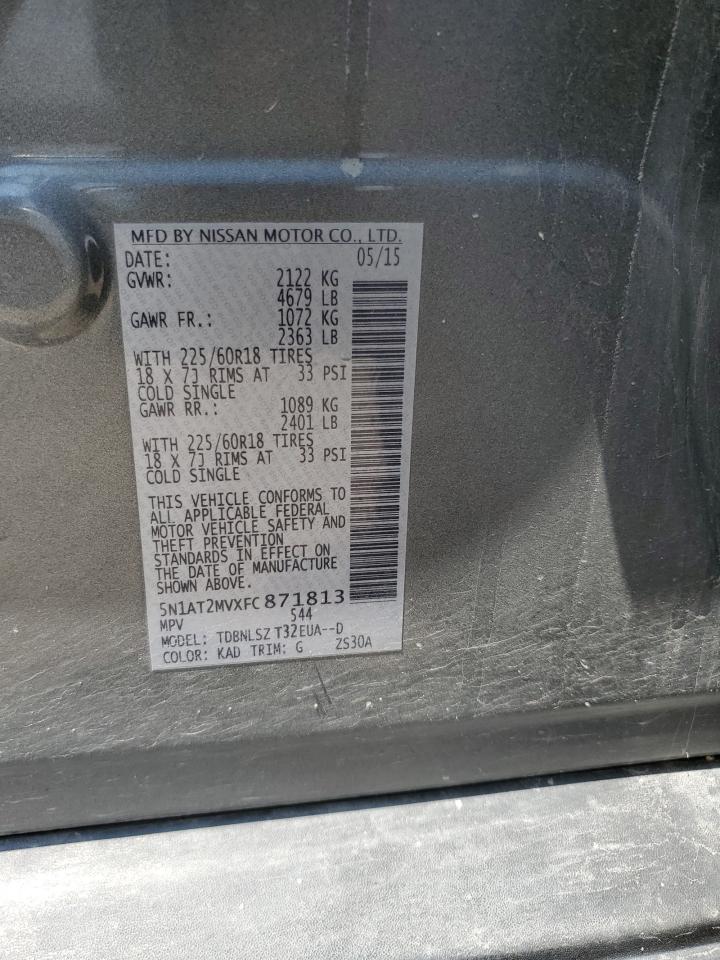 MFD BY NISSAN MOTOR CO., LTD.
DATE: 05/15
GVWR: 2122 KG
4679 LB
GAWR FR.: 1072 KG
2363 LB
WITH 225/60R18 TIRES
18 X 7J RIMS AT 33 PSI
COLD SINGLE
GAWR RR.: 1089 KG
2401 LB
WITH 225/60R18 TIRES
18 X 7J RIMS AT 33 PSI
COLD SINGLE
THIS VEHICLE CONFORMS TO
ALL APPLICABLE FEDERAL
MOTOR VEHICLE SAFETY AND
THEFT PREVENTION
STANDARDS IN EFFECT ON
THE DATE OF MANUFACTURE
SHOWN ABOVE.
5N1AT2MVXFC871813
MPV 544
MODEL: TDBNLSZ T32EUA--D
COLOR: KAD TRIM: G ZS30A